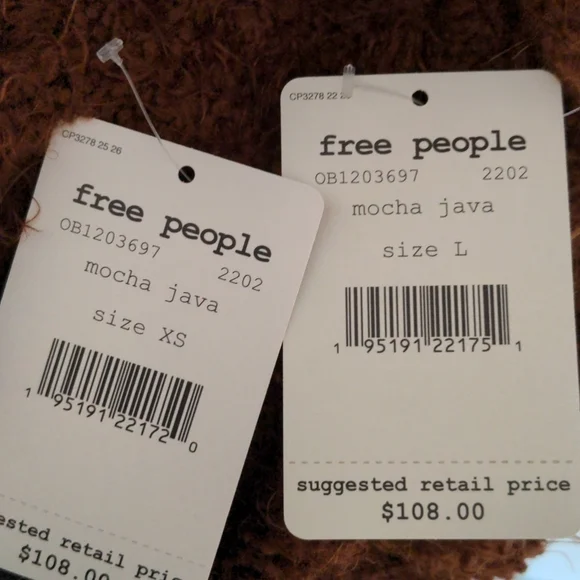 CP3278 25 26
free people
OB1203697 2202
mocha java
size XS
1 95191 22172 0
ested retail pric
$108.00
CP3278 22
free people
OB1203697 2202
mocha java
size L
1 95191 22175 1
suggested retail price
$108.00